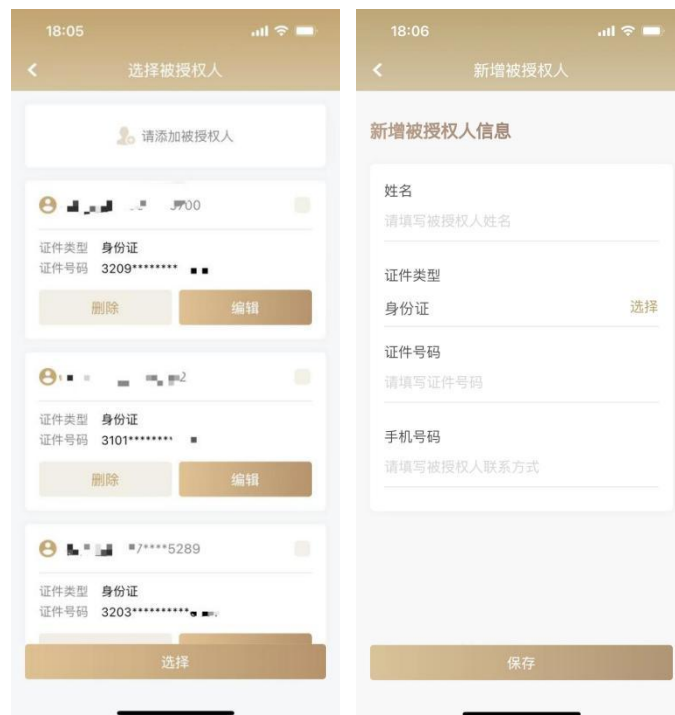 18:05
选择被授权人
请添加被授权人
3700
证件类型 身份证
证件号码 3209********
删除 编辑
2
证件类型 身份证
证件号码 3101*******
删除 编辑
7****5289
证件类型 身份证
证件号码 3203**********
选择
18:06
新增被授权人
新增被授权人信息
姓名
请填写被授权人姓名
证件类型
身份证 选择
证件号码
请填写证件号码
手机号码
请填写被授权人联系方式
保存